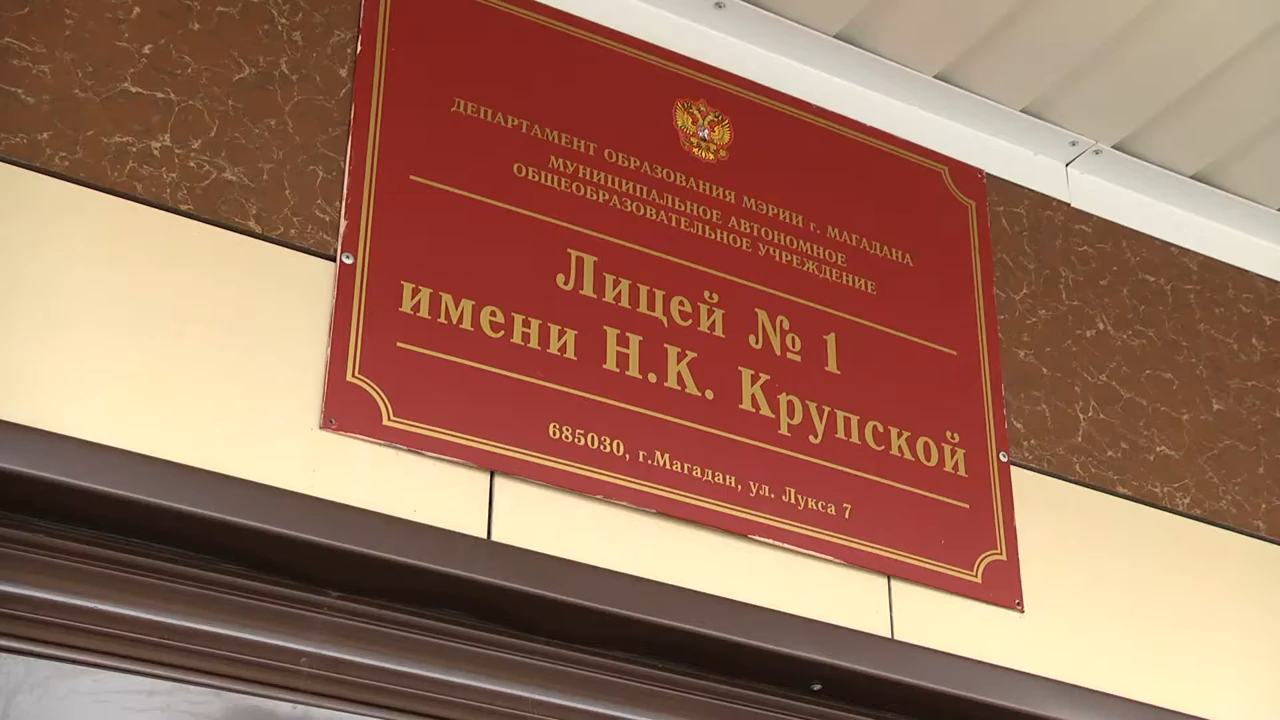 ДЕПАРТАМЕНТ ОБРАЗОВАНИЯ МЭРИИ г. МАГАДАНА
МУНИЦИПАЛЬНОЕ АВТОНОМНОЕ
ОБЩЕОБРАЗОВАТЕЛЬНОЕ УЧРЕЖДЕНИЕ
Лицей № 1
имени Н.К. Крупской
685030, г.Магадан, ул. Лукса 7